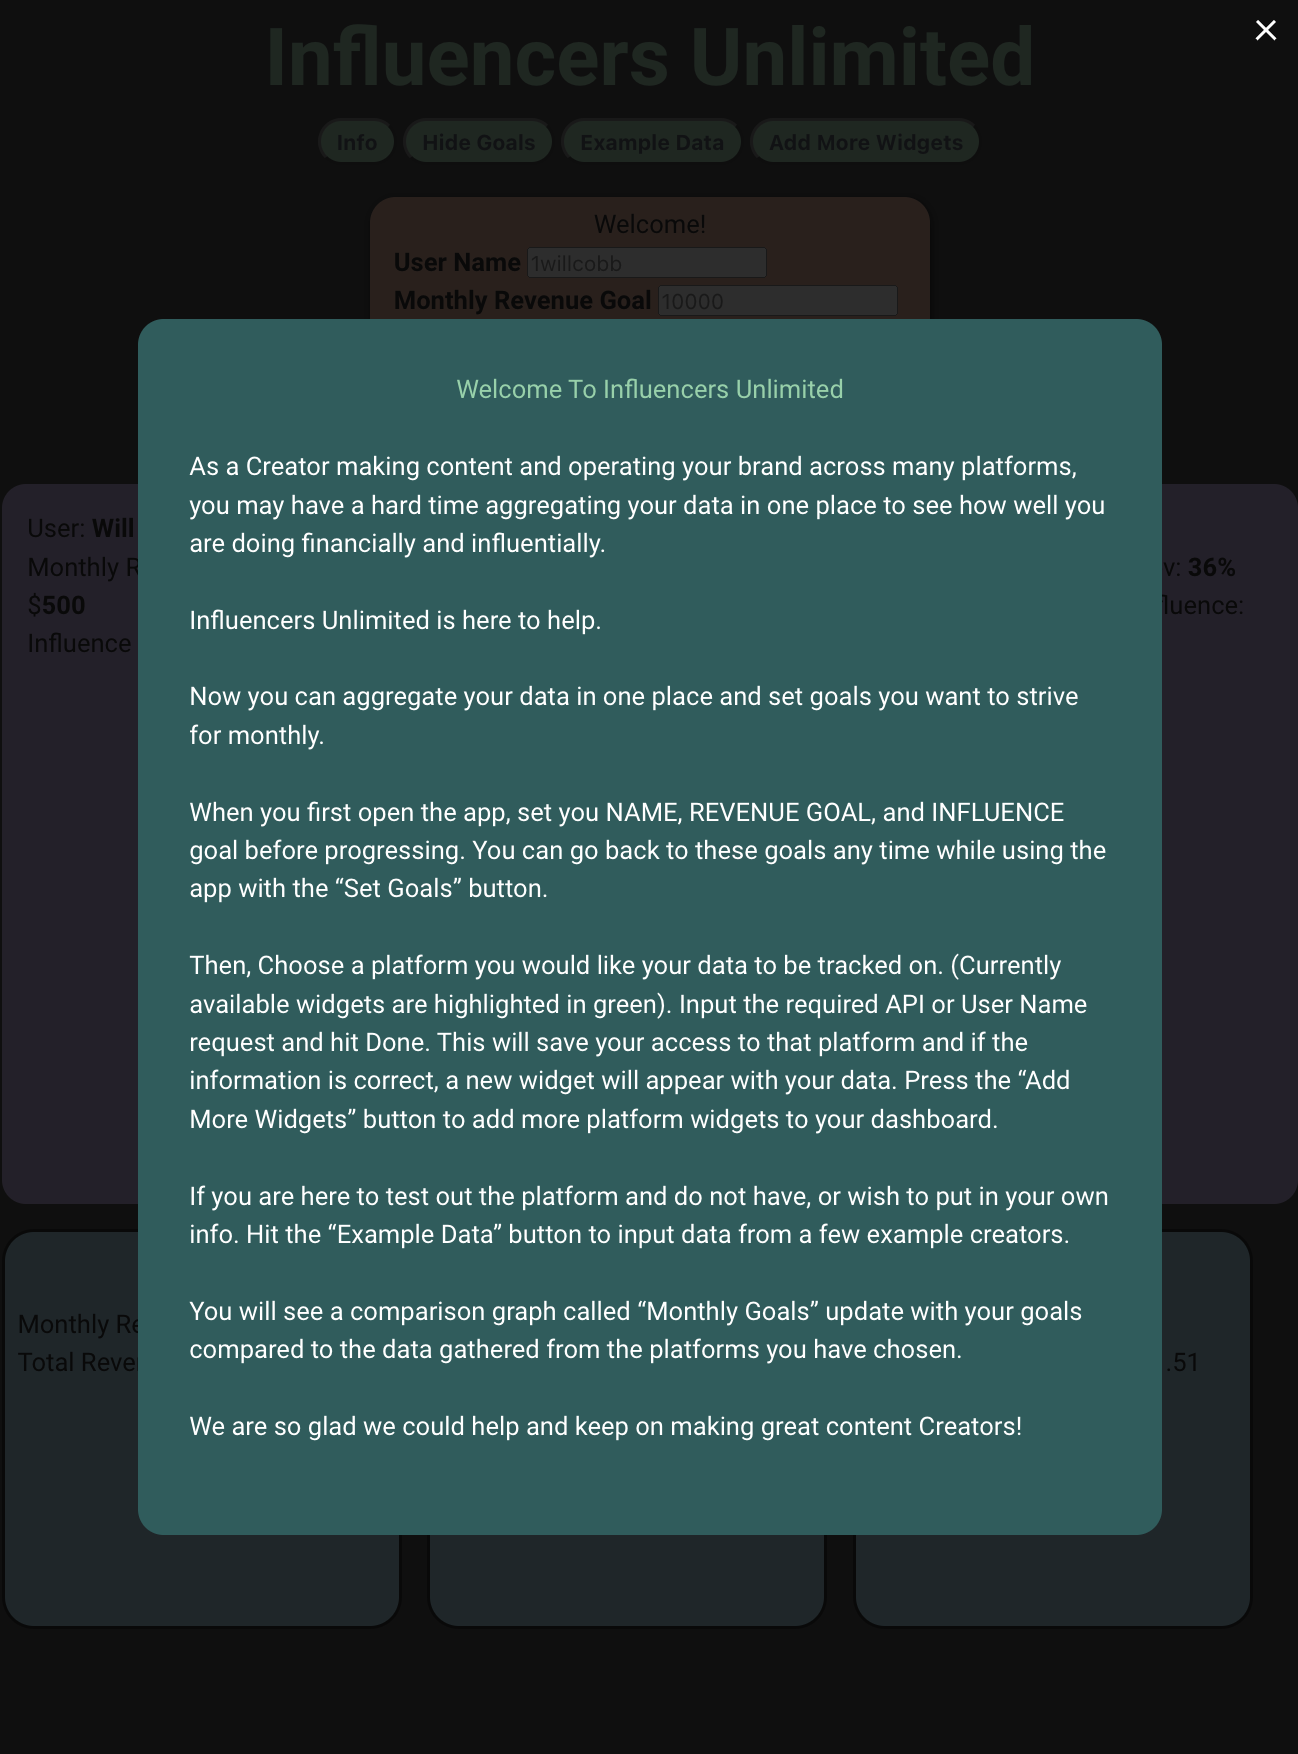 Influencers Unlimited
Info
Hide Goals
Example Data
Add More Widgets
Welcome!
User Name 1willcobb
Monthly Revenue Goal 10000
Welcome To Influencers Unlimited
As a Creator making content and operating your brand across many platforms,
you may have a hard time aggregating your data in one place to see how well you
are doing financially and influentially.
Influencers Unlimited is here to help.
Now you can aggregate your data in one place and set goals you want to strive
for monthly.
When you first open the app, set you NAME, REVENUE GOAL, and INFLUENCE
goal before progressing. You can go back to these goals any time while using the
app with the “Set Goals” button.
Then, Choose a platform you would like your data to be tracked on. (Currently
available widgets are highlighted in green). Input the required API or User Name
request and hit Done. This will save your access to that platform and if the
information is correct, a new widget will appear with your data. Press the “Add
More Widgets” button to add more platform widgets to your dashboard.
If you are here to test out the platform and do not have, or wish to put in your own
info. Hit the “Example Data” button to input data from a few example creators.
You will see a comparison graph called “Monthly Goals” update with your goals
compared to the data gathered from the platforms you have chosen.
We are so glad we could help and keep on making great content Creators!
User: Will
Monthly R
$500
Influence
v: 36%
fluence:
Monthly Re
Total Reve
.51